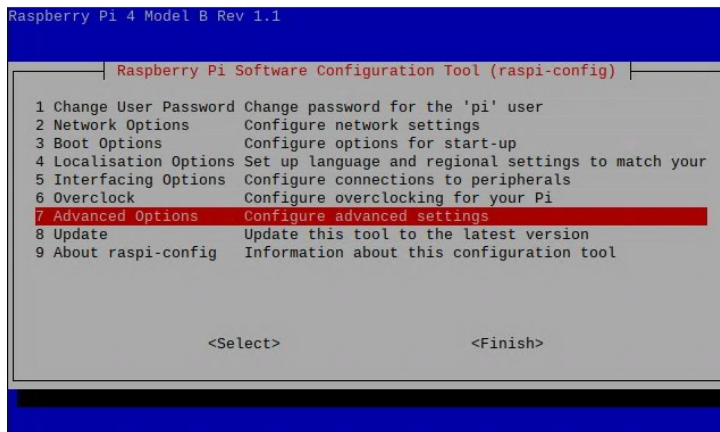 Raspberry Pi 4 Model B Rev 1.1
Raspberry Pi Software Configuration Tool (raspi-config)
1 Change User Password Change password for the 'pi' user
2 Network Options Configure network settings
3 Boot Options Configure options for start-up
4 Localisation Options Set up language and regional settings to match your
5 Interfacing Options Configure connections to peripherals
6 Overclock Configure overclocking for your Pi
7 Advanced Options Configure advanced settings
8 Update Update this tool to the latest version
9 About raspi-config Information about this configuration tool
<Select> <Finish>